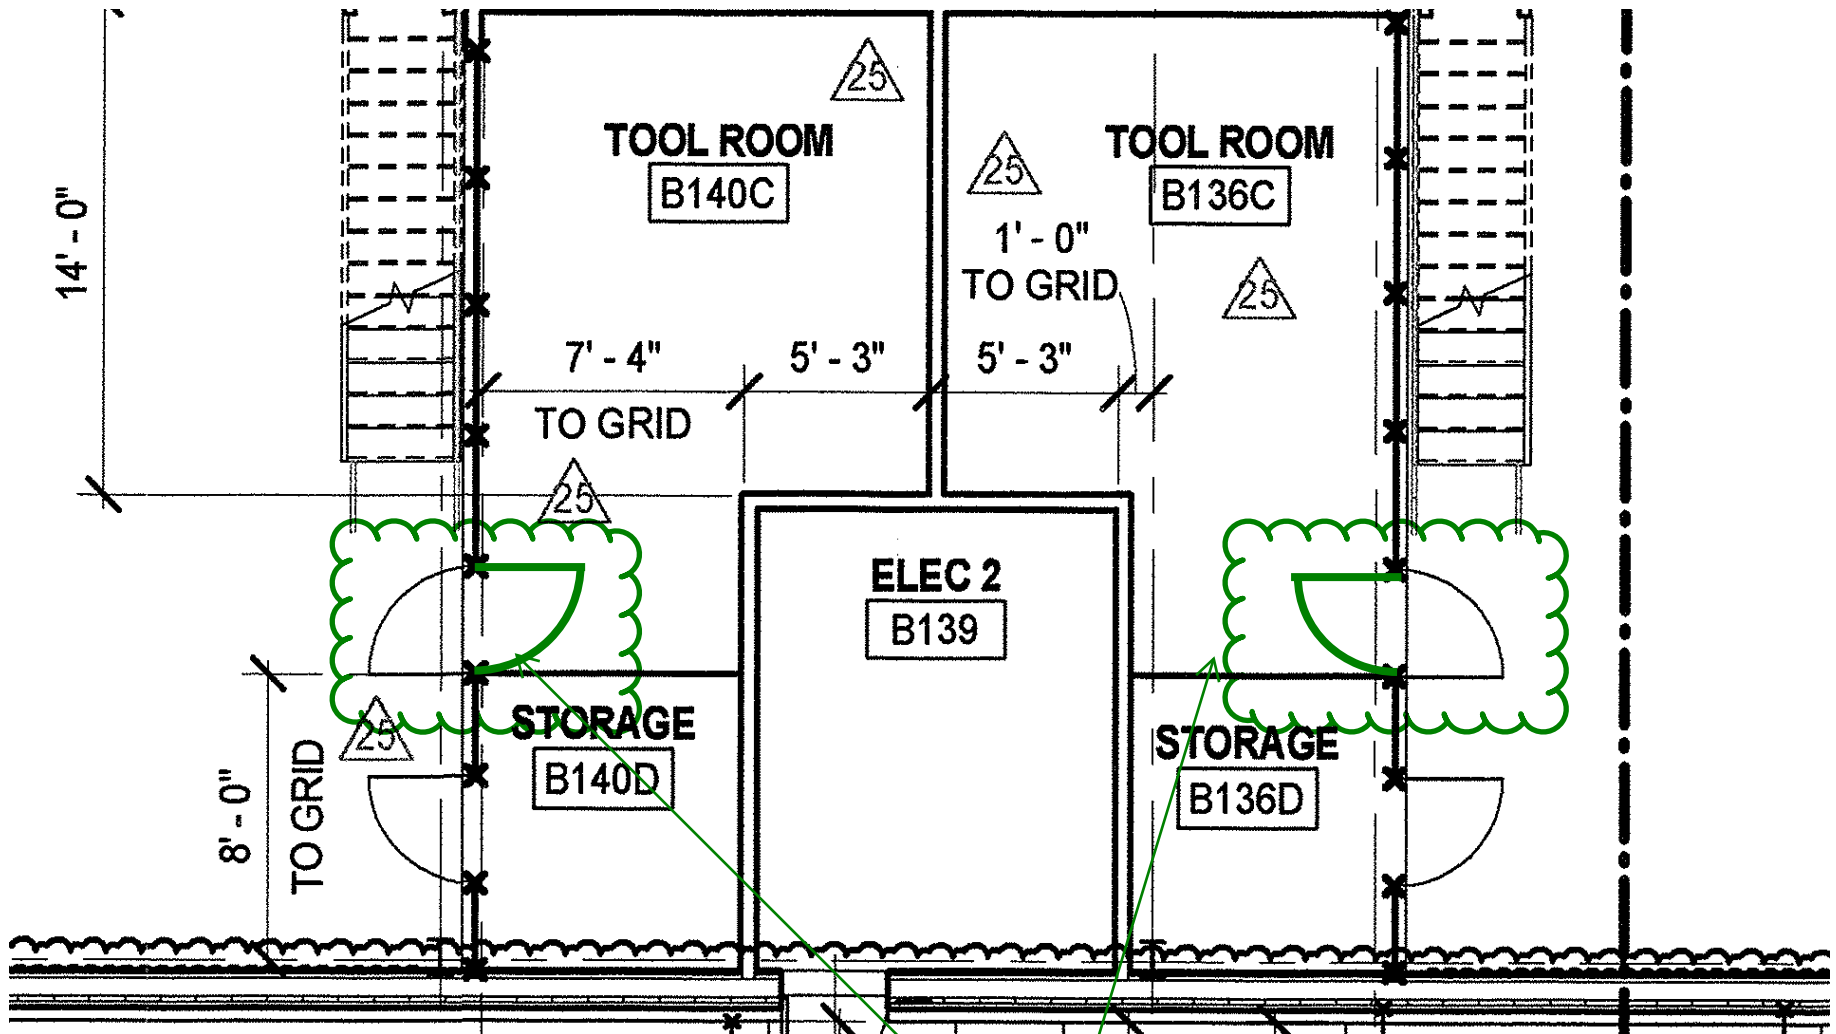 25
TOOL ROOM
B140C
TOOL ROOM
B136C
25
14' - 0"
1' - 0"
TO GRID
25
7' - 4"
5' - 3"
5' - 3"
TO GRID
25
ELEC 2
B139
25
STORAGE
B140D
STORAGE
B136D
8' - 0"
TO GRID